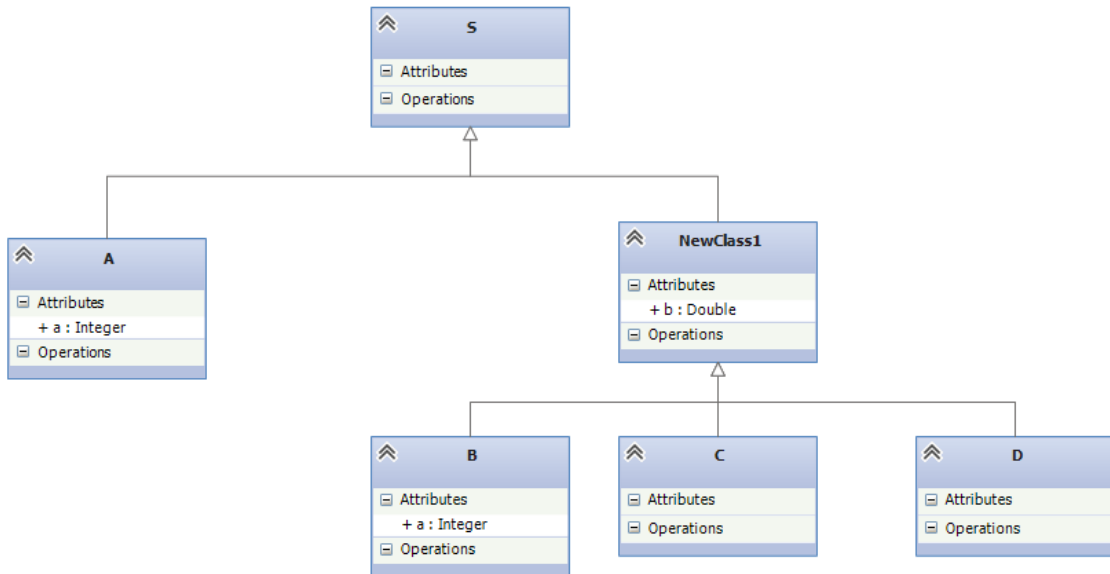 S
Attributes
Operations
A
Attributes
+ a : Integer
Operations
NewClass1
Attributes
+ b : Double
Operations
B
Attributes
+ a : Integer
Operations
C
Attributes
Operations
D
Attributes
Operations